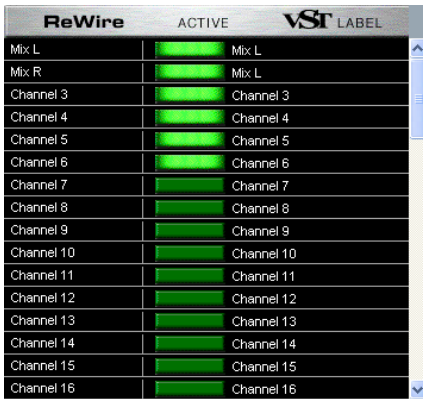 ReWire ACTIVE VST LABEL
Mix L Mix L
Mix R Mix L
Channel 3 Channel 3
Channel 4 Channel 4
Channel 5 Channel 5
Channel 6 Channel 6
Channel 7 Channel 7
Channel 8 Channel 8
Channel 9 Channel 9
Channel 10 Channel 10
Channel 11 Channel 11
Channel 12 Channel 12
Channel 13 Channel 13
Channel 14 Channel 14
Channel 15 Channel 15
Channel 16 Channel 16